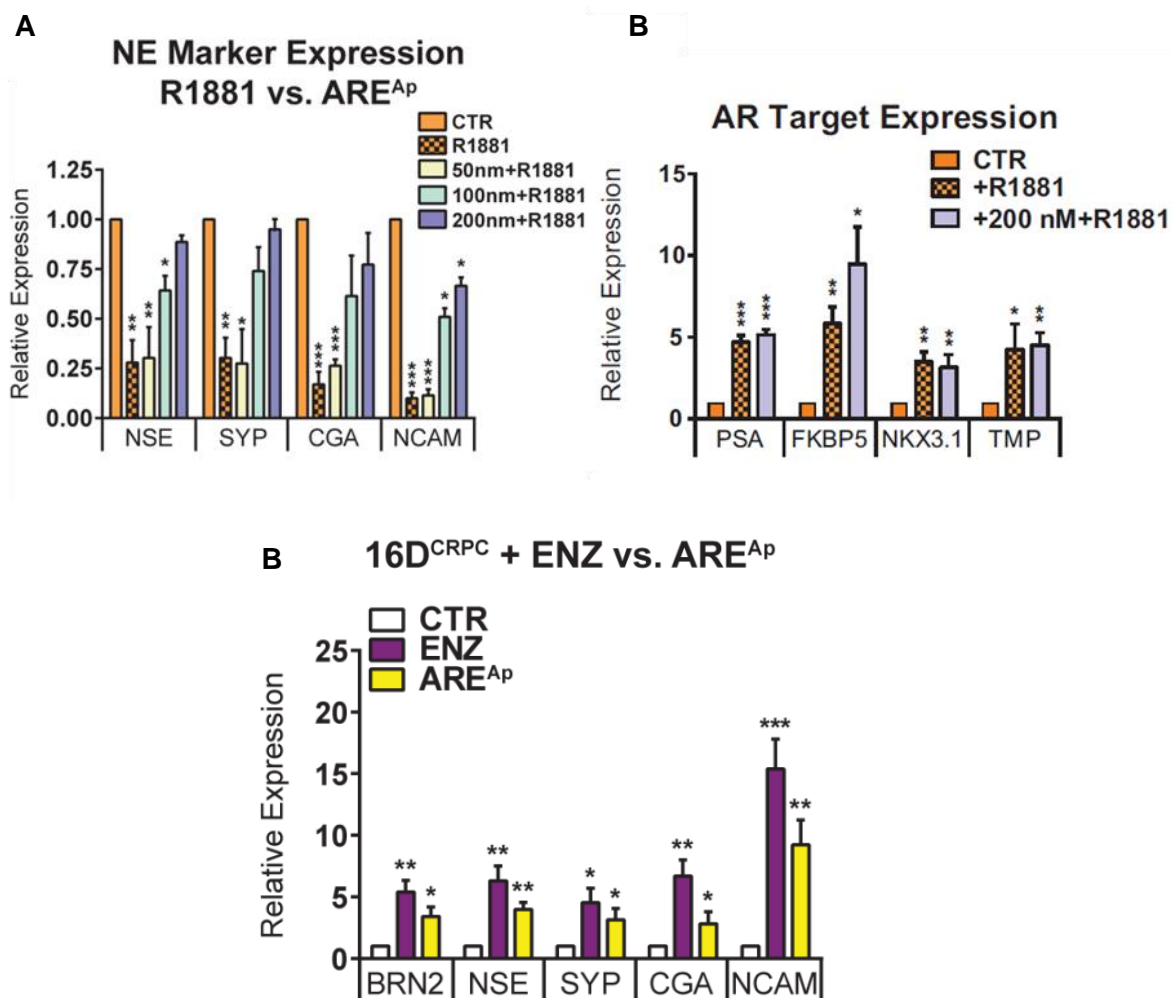 A
NE Marker Expression
R1881 vs. ARE^Ap
CTR
R1881
50nm+R1881
100nm+R1881
200nm+R1881
Relative Expression
1.25
1.00
0.75
0.50
0.25
0.00
** ** *
** *
*** ***
*** *** * *
NSE SYP CGA NCAM
B
AR Target Expression
CTR
+R1881
+200 nM+R1881
Relative Expression
15
10
5
0
*** ***
** *
** **
* **
PSA FKBP5 NKX3.1 TMP
B
16D^CRPC + ENZ vs. ARE^Ap
CTR
ENZ
ARE^Ap
Relative Expression
25
20
15
10
5
0
** *
** **
* *
** *
*** **
BRN2 NSE SYP CGA NCAM